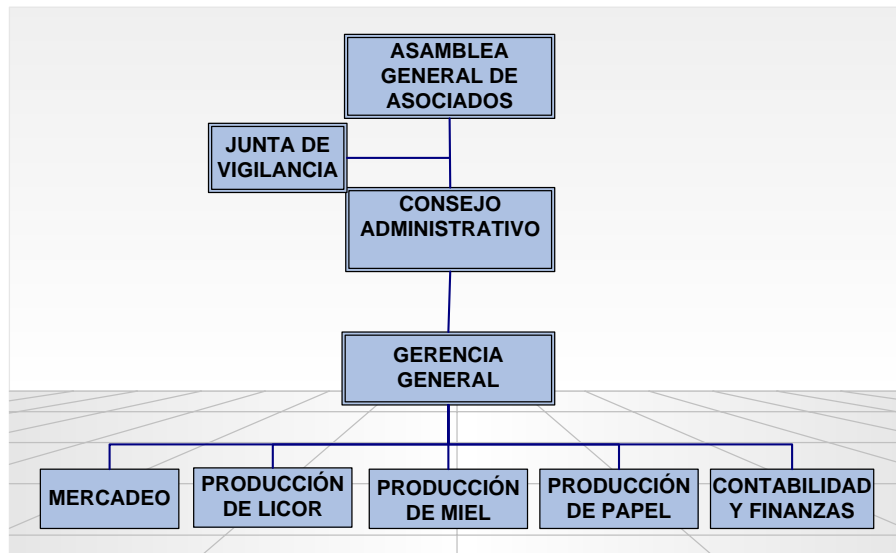 ASAMBLEA
GENERAL DE
ASOCIADOS
JUNTA DE
VIGILANCIA
CONSEJO
ADMINISTRATIVO
GERENCIA
GENERAL
MERCADEO
PRODUCCIÓN
DE LICOR
PRODUCCIÓN
DE MIEL
PRODUCCIÓN
DE PAPEL
CONTABILIDAD
Y FINANZAS